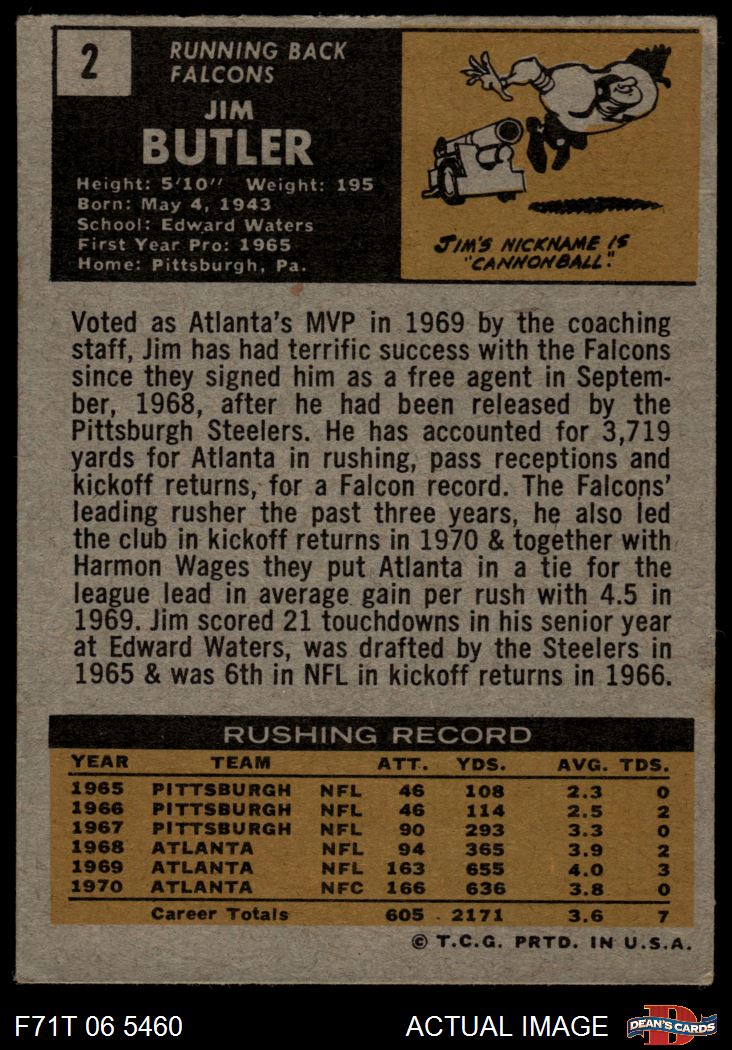 2
RUNNING BACK
FALCONS
JIM
BUTLER
Height: 5'10" Weight: 195
Born: May 4, 1943
School: Edward Waters
First Year Pro: 1965
Home: Pittsburgh, Pa.
JIM'S NICKNAME IS
"CANNONBALL".
Voted as Atlanta's MVP in 1969 by the coaching
staff, Jim has had terrific success with the Falcons
since they signed him as a free agent in Septem-
ber, 1968, after he had been released by the
Pittsburgh Steelers. He has accounted for 3,719
yards for Atlanta in rushing, pass receptions and
kickoff returns, for a Falcon record. The Falcons'
leading rusher the past three years, he also led
the club in kickoff returns in 1970 & together with
Harmon Wages they put Atlanta in a tie for the
league lead in average gain per rush with 4.5 in
1969. Jim scored 21 touchdowns in his senior year
at Edward Waters, was drafted by the Steelers in
1965 & was 6th in NFL in kickoff returns in 1966.
RUSHING RECORD
YEAR TEAM ATT. YDS. AVG. TDS.
1965 PITTSBURGH NFL 46 108 2.3 0
1966 PITTSBURGH NFL 46 114 2.5 2
1967 PITTSBURGH NFL 90 293 3.3 0
1968 ATLANTA NFL 94 365 3.9 2
1969 ATLANTA NFL 163 655 4.0 3
1970 ATLANTA NFC 166 636 3.8 0
Career Totals 605 2171 3.6 7
© T.C.G. PRTD. IN U.S.A.
F71T 06 5460 ACTUAL IMAGE DEAN'S CARDS